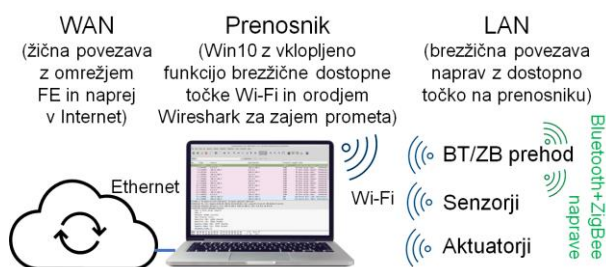 WAN
(žična povezava
z omrežjem
FE in naprej
v Internet)
Prenosnik
(Win10 z vklopljeno
funkcijo brezžične dostopne
točke Wi-Fi in orodjem
Wireshark za zajem prometa)
LAN
(brezžična povezava
naprav z dostopno
točko na prenosniku)
Ethernet
Wi-Fi
BT/ZB prehod
Senzorji
Aktuatorji
Bluetooth+ZigBee
naprave